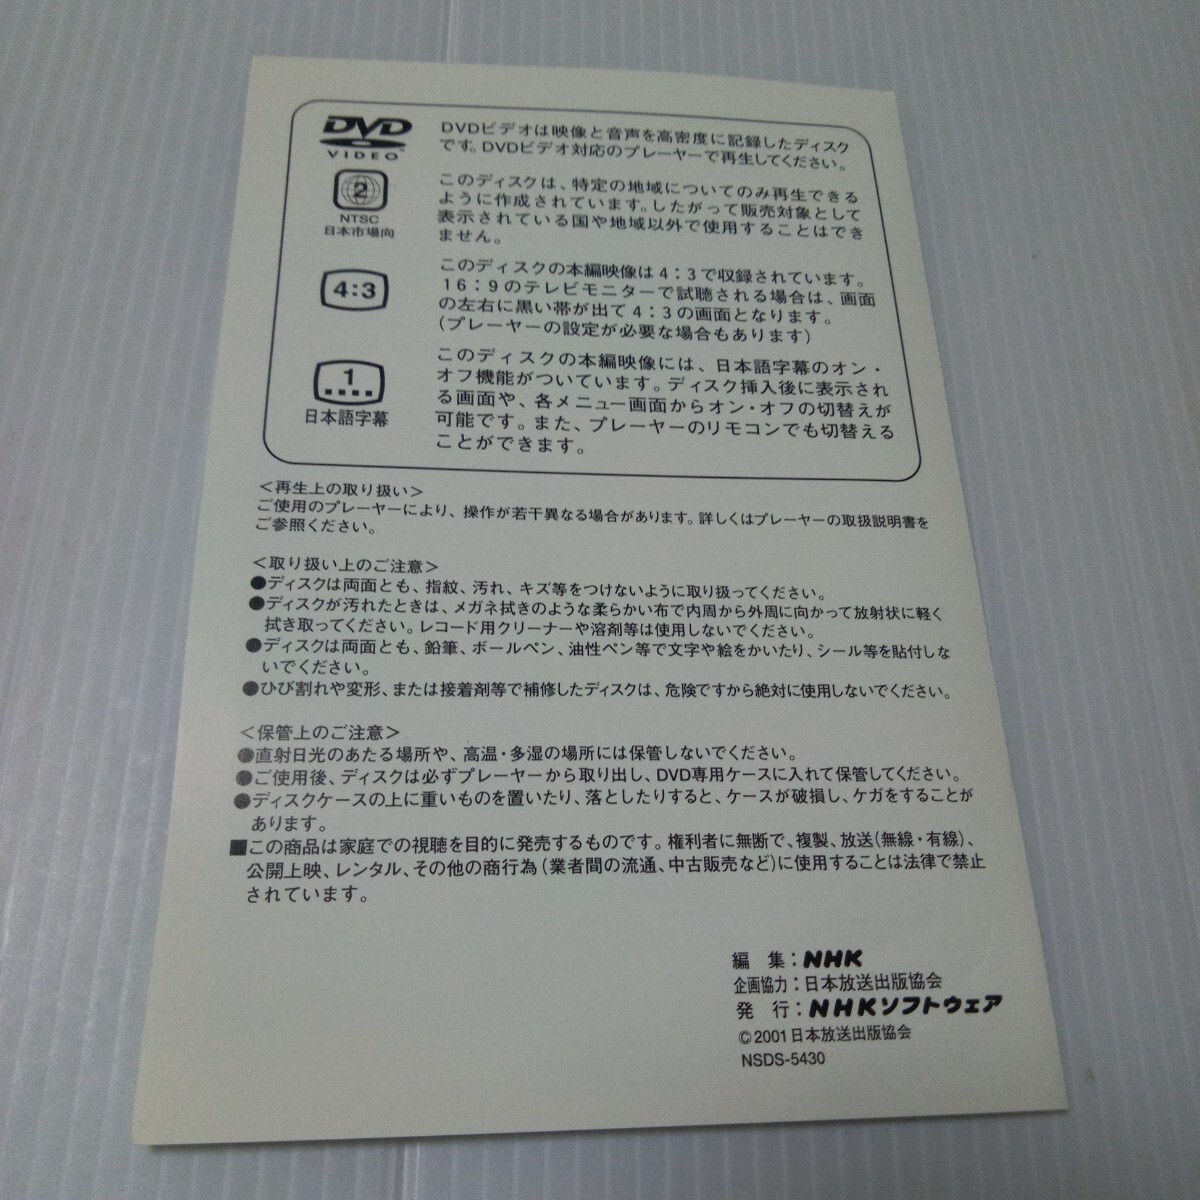 DVD
VIDEO
DVDビデオは映像と音声を高密度に記録したディスク
です。DVDビデオ対応のプレーヤーで再生してください。
2
NTSC
日本市場向
このディスクは、特定の地域についてのみ再生できる
ように作成されています。したがって販売対象として
表示されている国や地域以外で使用することはでき
ません。
4:3
このディスクの本編映像は4:3で収録されています。
16:9のテレビモニターで試聴される場合は、画面
の左右に黒い帯が出て4:3の画面となります。
(プレーヤーの設定が必要な場合もあります)
1
日本語字幕
このディスクの本編映像には、日本語字幕のオン・
オフ機能がついています。ディスク挿入後に表示され
る画面や、各メニュー画面からオン・オフの切替えが
可能です。また、プレーヤーのリモコンでも切替える
ことができます。
<再生上の取り扱い>
ご使用のプレーヤーにより、操作が若干異なる場合があります。詳しくはプレーヤーの取扱説明書を
ご参照ください。
<取り扱い上のご注意>
●ディスクは両面とも、指紋、汚れ、キズ等をつけないように取り扱ってください。
●ディスクが汚れたときは、メガネ拭きのような柔らかい布で内周から外周に向かって放射状に軽く
拭き取ってください。レコード用クリーナーや溶剤等は使用しないでください。
●ディスクは両面とも、鉛筆、ボールペン、油性ペン等で文字や絵をかいたり、シール等を貼付しな
いでください。
●ひび割れや変形、または接着剤等で補修したディスクは、危険ですから絶対に使用しないでください。
<保管上のご注意>
●直射日光のあたる場所や、高温・多湿の場所には保管しないでください。
●ご使用後、ディスクは必ずプレーヤーから取り出し、DVD専用ケースに入れて保管してください。
●ディスクケースの上に重いものを置いたり、落としたりすると、ケースが破損し、ケガをすることが
あります。
■この商品は家庭での視聴を目的に発売するものです。権利者に無断で、複製、放送(無線・有線)、
公開上映、レンタル、その他の商行為(業者間の流通、中古販売など)に使用することは法律で禁止
されています。
編 集:NHK
企画協力:日本放送出版協会
発 行:NHKソフトウェア
©2001日本放送出版協会
NSDS-5430